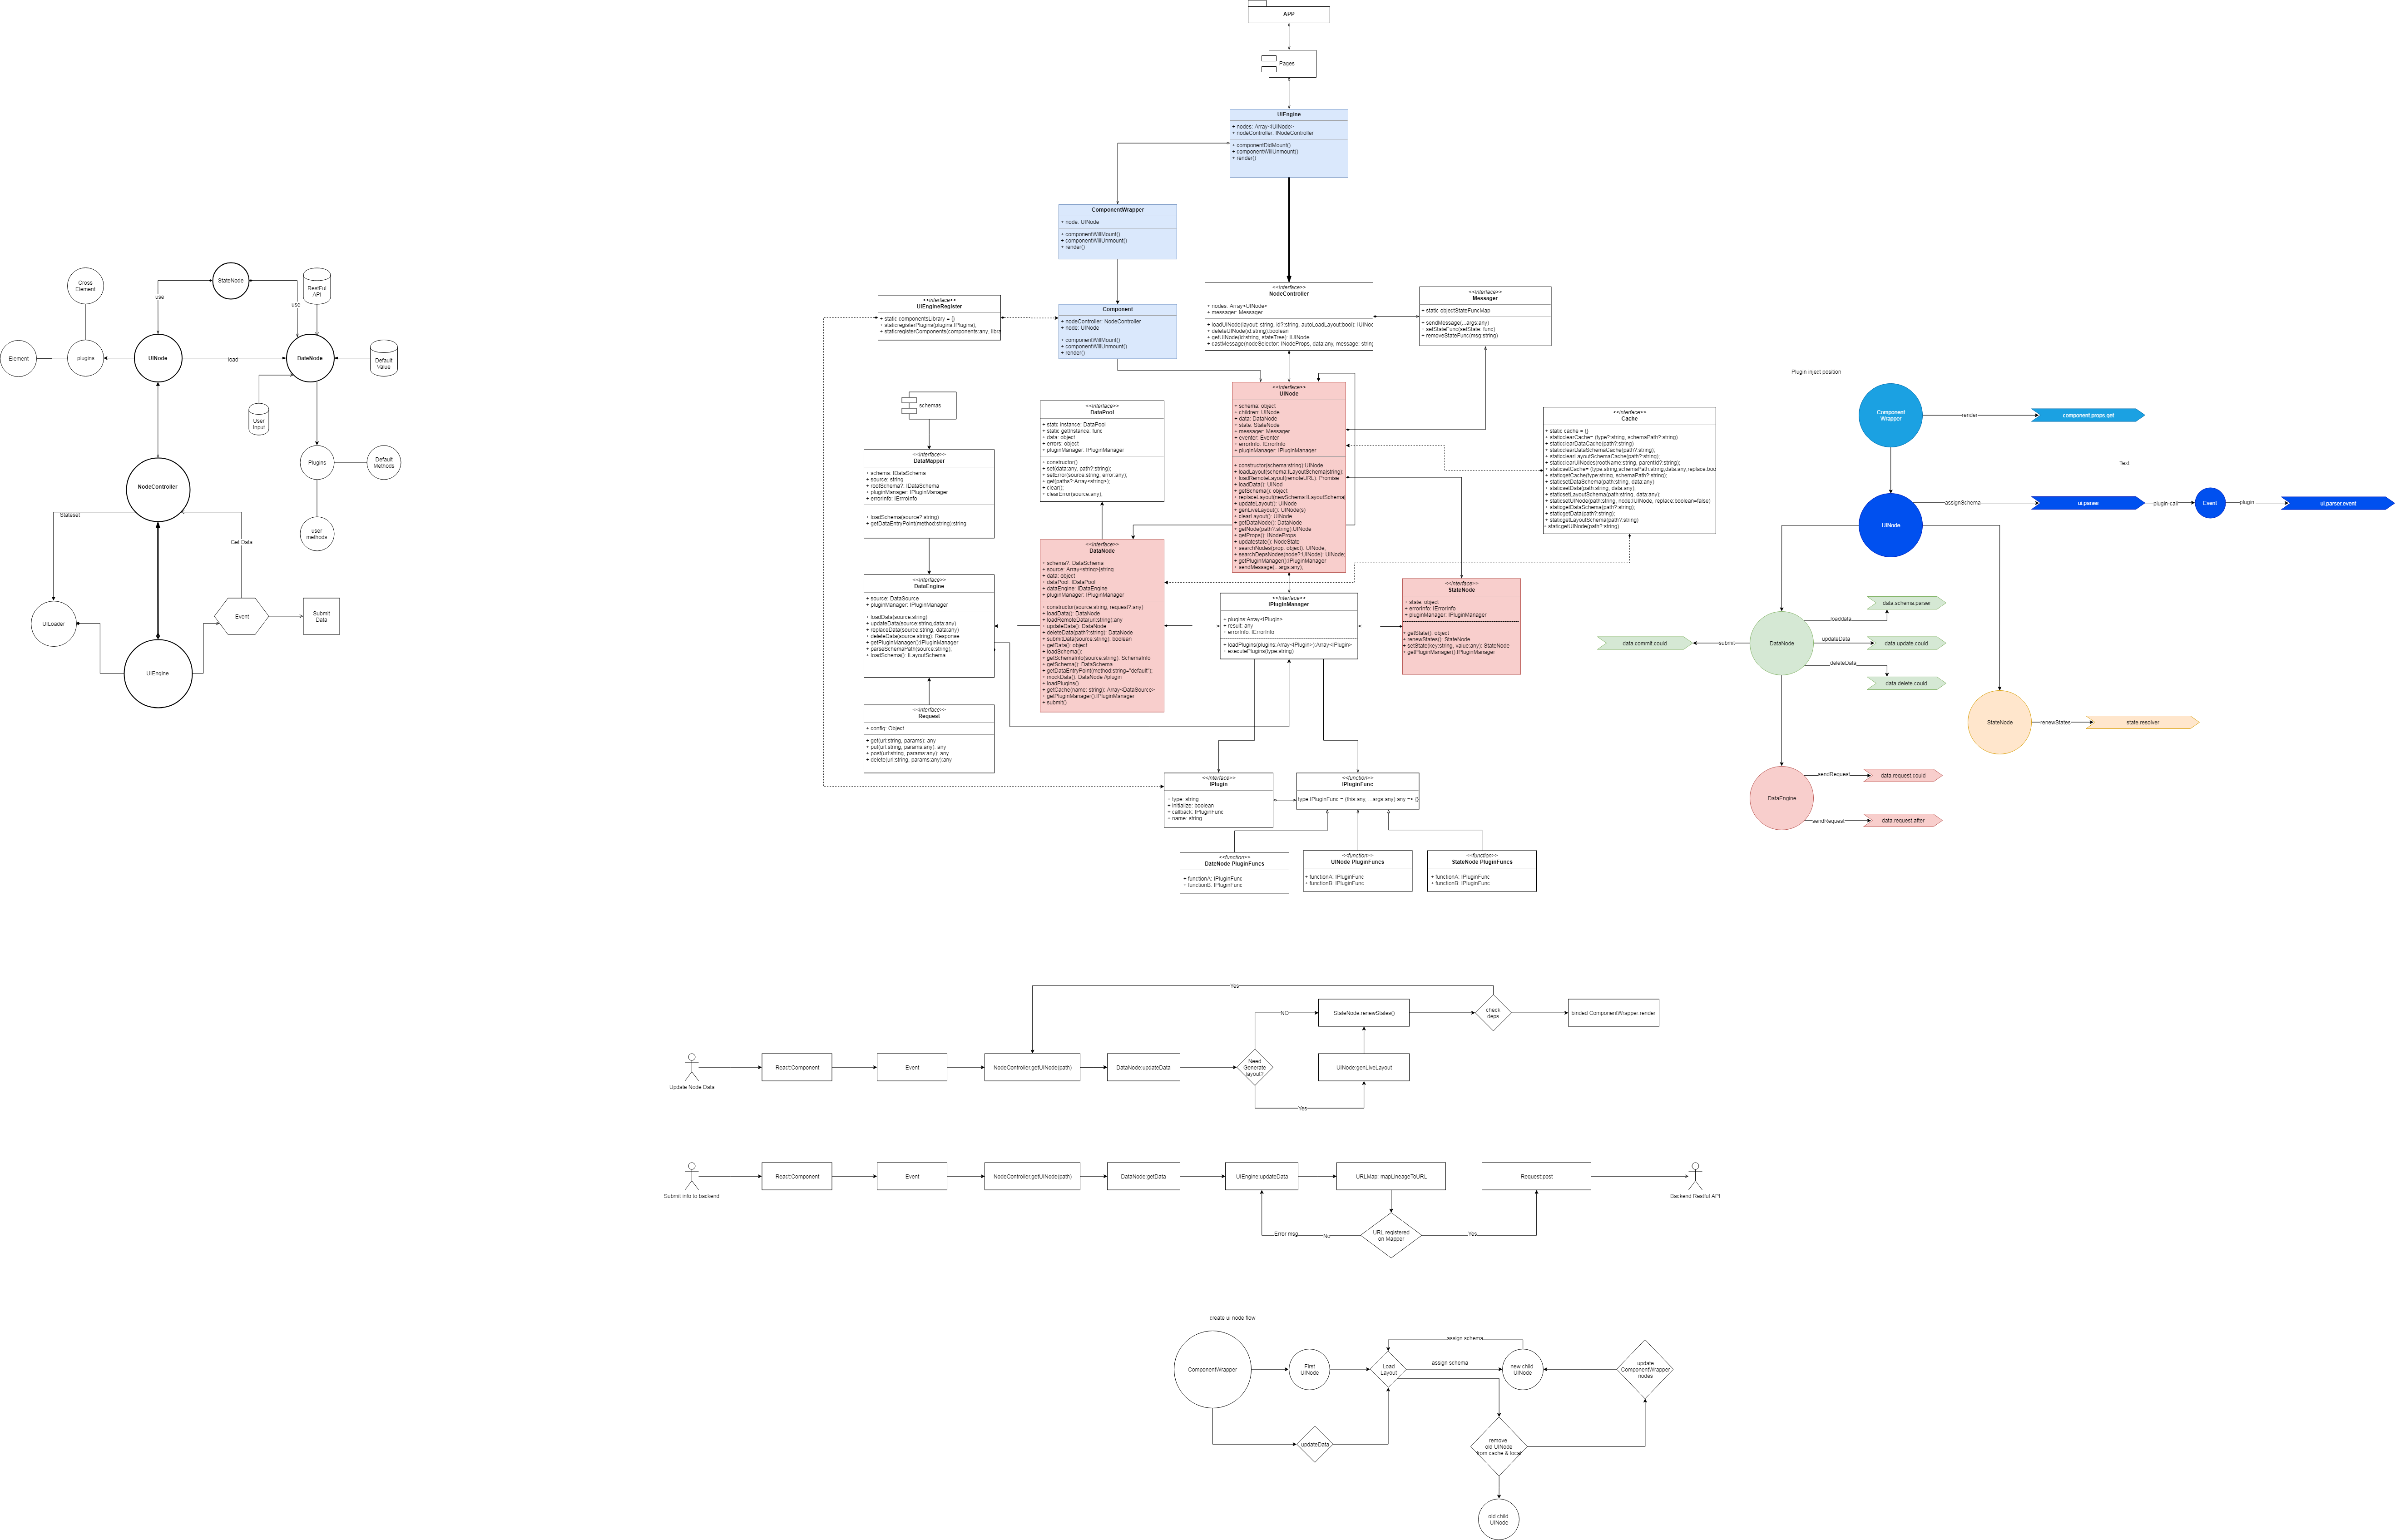 APP
Pages
UIEngine
+ nodes: Array<IUINode>
+ nodeController: INodeController
+ componentDidMount()
+ componentWillUnmount()
+ render()
ComponentWrapper
+ node: UINode
+ componentWillMount()
+ componentWillUnmount()
+ render()
Component
+ nodeController: NodeController
+ node: UINode
+ componentWillMount()
+ componentWillUnmount()
+ render()
<<interface>>
UIEngineRegister
+ static componentsLibrary = {}
+ staticregisterPlugine(plugins:IPlugins);
+ staticregisterComponents(components:any, libra
<<interface>>
NodeController
+ nodes: Array<UINode>
+ messager: Messager
+ loadUINode(layout: string, id?:string, autoLoadLayout:bool): IUINode
+ deleteUINode(id:string):boolean
+ getUINode(id:string, stateTree): IUINode
+ castMessage(nodeSelector: INodeProps, data:any, message: string
<<interface>>
Messager
+ static objectStateFuncMap
+ sendMessage(...args:any)
+ setStateFunc(setState: func)
+ removeStateFunc(msg:string)
<<interface>>
UINode
+ schema: object
+ children: UINode
+ data: DataNode
+ state: StateNode
+ messager: Messager
+ eventer: Eventer
+ errorInfo: IErrorInfo
+ pluginManager: IPluginManager
+ constructor(schema:string):UINode
+ loadLayout(schema:ILayoutSchema|string):
+ loadRemoteLayout(remoteURL): Promise
+ loadData(): UINod
+ getSchema(): object
+ replaceLayout(newSchema:ILayoutSchema)
+ updateLayout(): UINode
+ genLiveLayout(): UINode(s)
+ clearLayout(): UINode
+ getDataNode(): DataNode
+ getNode(path?:string):UINode
+ getProps(): INodeProps
+ updatestate(): NodeState
+ searchNodes(prop: object): UINode;
+ searchDepsNodes(node?:UINode): UINode;
+ getPluginManager():IPluginManager
+ sendMessage(...args:any);
<<interface>>
Cache
+ static cache = {}
+ staticclearCache= (type?:string, schemaPath?:string)
+ staticclearDataCache(path?:string)
+ staticclearDataSchemaCache(path?:string);
+ staticclearLayoutSchemaCache(path?:string);
+ staticclearUINodes(rootName:string, parentId?:string);
+ staticsetCache= (type:string,schemaPath:string,data:any,replace:boo
+ staticgetCache(type:string, schemaPath?:string);
+ staticsetDataSchema(path:string, data:any)
+ staticsetData(path:string, data:any);
+ staticsetLayoutSchema(path:string, data:any);
+ staticsetUINode(path:string, node:IUINode, replace:boolean=false)
+ staticgetDataSchema(path?:string);
+ staticgetData(path?:string);
+ staticgetLayoutSchema(path?:string)
+ staticgetUINode(path?:string)
schemas
<<interface>>
DataMapper
+ schema: IDataSchema
+ source: string
+ rootSchema?: IDataSchema
+ pluginManager: IPluginManager
+ errorInfo: IErrorInfo
+ loadSchema(source?:string)
+ getDataEntryPoint(method:string):string
<<interface>>
DataPool
+ static instance: DataPool
+ static getInstance: func
+ data: object
+ errors: object
+ pluginManager: IPluginManager
+ constructor()
+ set(data:any, path?:string);
+ setError(source:string, error:any);
+ get(paths?:Array<string>);
+ clear();
+ clearError(source:any);
<<interface>>
DataNode
+ schema?: DataSchema
+ source: Array<string>|string
+ data: object
+ dataPool: IDataPool
+ dataEngine: IDataEngine
+ pluginManager: IPluginManager
+ constructor(source:string, request?:any)
+ loadData(): DataNode
+ loadRemoteData(url:string):any
+ updateData(): DataNode
+ deleteData(path?:string): DataNode
+ submitData(source:string): boolean
+ getData(): object
+ loadSchema():
+ getSchemaInfo(source:string): SchemaInfo
+ getSchema(): DataSchema
+ getDataEntryPoint(method:string="default");
+ mockData(): DataNode //plugin
+ loadPlugins()
+ getCache(name: string): Array<DataSource>
+ getPluginManager():IPluginManager
+ submit()
<<interface>>
DataEngine
+ source: DataSource
+ pluginManager: IPluginManager
+ loadData(source:string)
+ updateData(source:string,data:any)
+ replaceData(source:string, data:any)
+ deleteData(source:string): Response
+ getPluginManager():IPluginManager
+ parseSchemaPath(source:string);
+ loadSchema(): ILayoutSchema
<<interface>>
Request
+ config: Object
+ get(url:string, params): any
+ put(url:string, params:any): any
+ post(url:string, params:any): any
+ delete(url:string, params:any):any
<<interface>>
IPluginManager
+ plugins:Array<IPlugin>
+ result: any
+ errorInfo: IErrorInfo
+ loadPlugins(plugins:Array<IPlugin>):Array<IPlugin>
+ executePlugins(type:string)
<<interface>>
StateNode
+ state: object
+ errorInfo: IErrorInfo
+ pluginManager: IPluginManager
+ getState(): object
+ renewStates(): StateNode
+ setState(key:string, value:any): StateNode
+ getPluginManager():IPluginManager
<<interface>>
IPlugin
+ type: string
+ initialize: boolean
+ callback: IPluginFunc
+ name: string
<<function>>
IPluginFunc
type IPluginFunc = (this:any, ...args:any):any => {}
<<function>>
DateNode PluginFuncs
+ functionA: IPluginFunc
+ functionB: IPluginFunc
<<function>>
UINode PluginFuncs
+ functionA: IPluginFunc
+ functionB: IPluginFunc
<<function>>
StateNode PluginFuncs
+ functionA: IPluginFunc
+ functionB: IPluginFunc
Cross
Element
StateNode
RestFul
API
use
use
Element
plugins
UINode
load
DateNode
Default
Value
User
Input
Plugins
Default
Methods
NodeController
Stateset
Get Data
user
methods
UILoader
Event
Submit
Data
UIEngine
Plugin inject position
Component
Wrapper
render
component.props.get
Text
UINode
assignSchema
ui.parser
plugin-call
Event
plugin
ui.parser.event
data.schema.parser
loaddata
data.commit.could
submit
DataNode
updateData
data.update.could
deleteData
data.delete.could
StateNode
renewStates
state.resolver
DataEngine
sendRequest
data.request.could
sendRequest
data.request.after
Yes
NO
StateNode:renewStates()
check
deps
binded ComponentWrapper:render
Update Node Data
React:Component
Event
NodeController.getUINode(path)
DataNode:updateData
Need
Generate
layout?
UINode:genLiveLayout
Yes
Submit info to backend
React:Component
Event
NodeController:getUINode(path)
DataNode:getData
UIEngine:updateData
URLMap: mapLineageToURL
Request:post
Backend Restful API
Error msg
No
URL registered
on Mapper
Yes
create ui node flow
ComponentWrapper
First
UINode
Load
Layout
assign schema
assign schema
new child
UINode
update
ComponentWrapper
nodes
updateData
remove
old UINode
from cache & local
old child
UINode